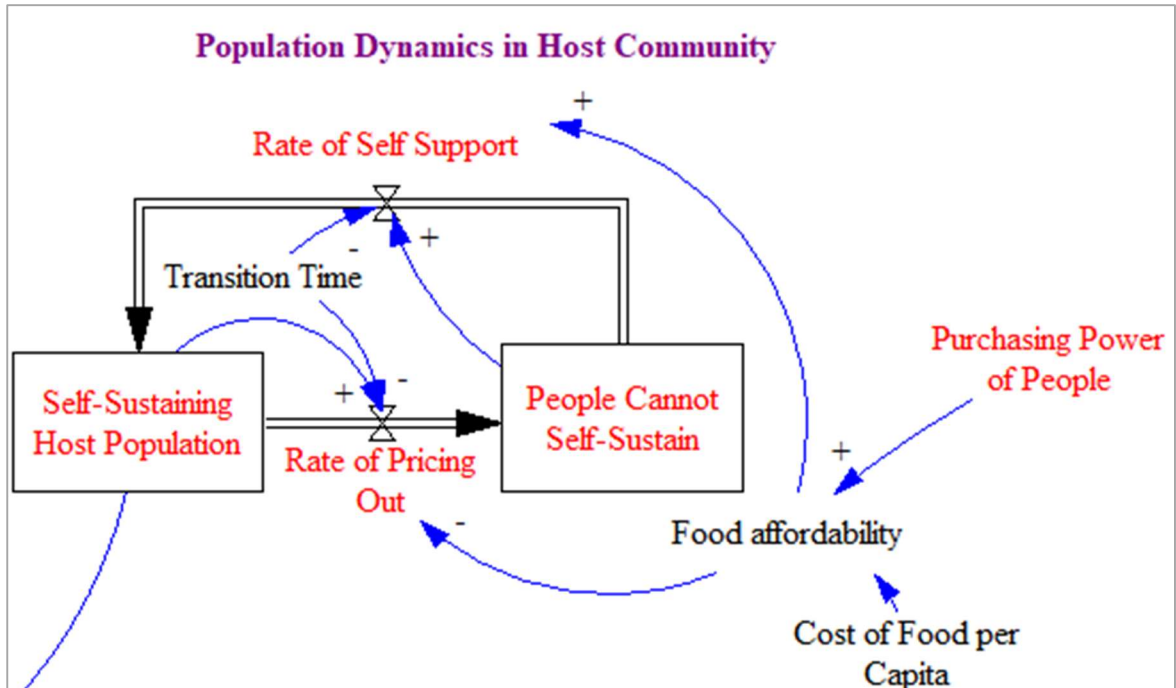 Population Dynamics in Host Community
+
Rate of Self Support
-
+
Transition Time
Purchasing Power
of People
Self-Sustaining
Host Population
+
-
People Cannot
Self-Sustain
Rate of Pricing
Out
+
-
Food affordability
Cost of Food per
Capita